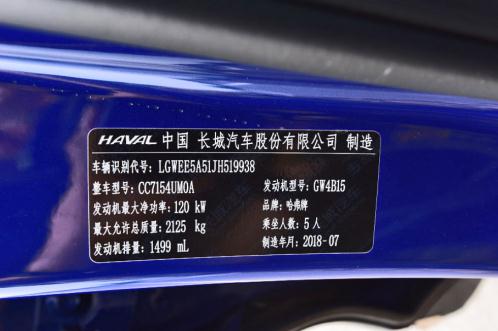 HAVAL 中国 长城汽车股份有限公司 制造
车辆识别代号: LGWEE5A51JH519938
整车型号: CC7154UM0A 发动机型号: GW4B15
发动机最大净功率: 120 kW 品牌: 哈弗牌
最大允许总质量: 2125 kg 乘坐人数: 5 人
发动机排量: 1499 mL 制造年月: 2018-07